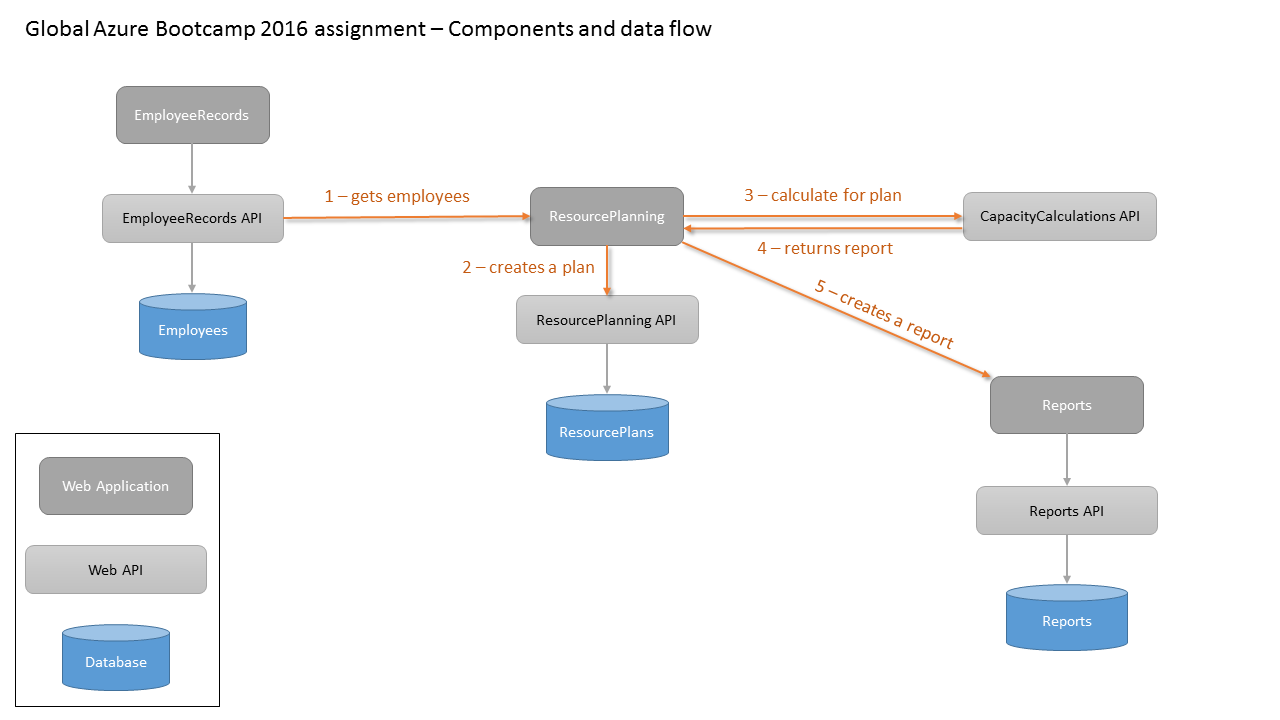 Global Azure Bootcamp 2016 assignment – Components and data flow
EmployeeRecords
EmployeeRecords API
Employees
1 – gets employees
ResourcePlanning
2 – creates a plan
ResourcePlanning API
ResourcePlans
3 – calculate for plan
CapacityCalculations API
4 – returns report
5 – creates a report
Reports
Reports API
Reports
Web Application
Web API
Database